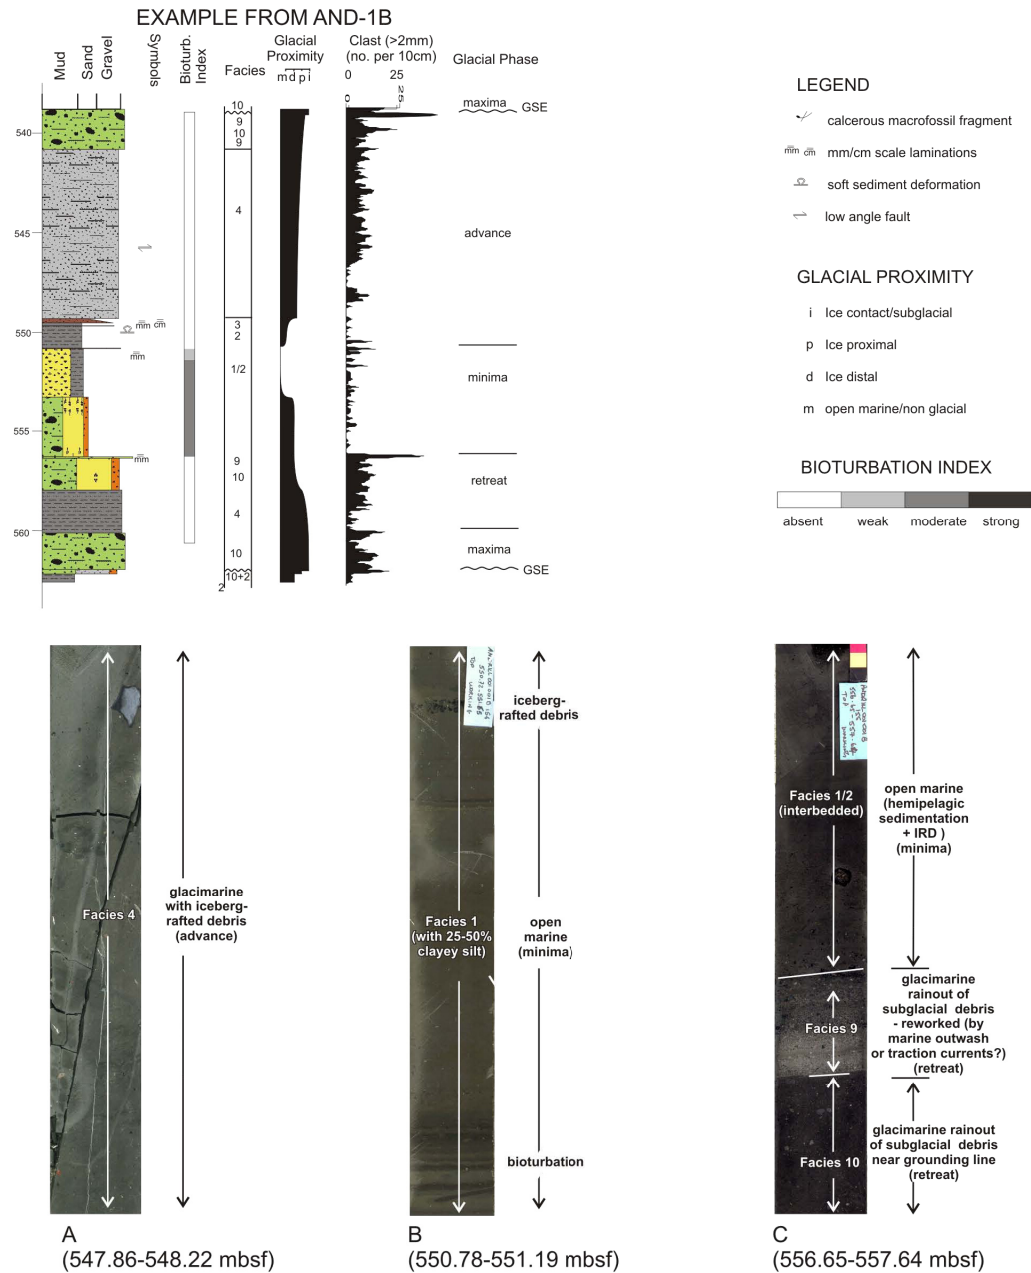 EXAMPLE FROM AND-1B
Mud
Sand
Gravel
Symbols
Bioturb.
Index
Facies
Glacial
Proximity
m d p i
Clast (>2mm)
(no. per 10cm)
0 25
0 25
Glacial Phase
540
545
550
555
560
mm cm
mm
mm
10
9
10
9
4
3
2
1/2
9
10
4
10
10+2
2
maxima
GSE
advance
minima
retreat
maxima
GSE
LEGEND
calcerous macrofossil fragment
mm cm mm/cm scale laminations
soft sediment deformation
low angle fault
GLACIAL PROXIMITY
i Ice contact/subglacial
p Ice proximal
d Ice distal
m open marine/non glacial
BIOTURBATION INDEX
absent weak moderate strong
Facies 4
glacimarine
with iceberg-
rafted debris
(advance)
A
(547.86-548.22 mbsf)
Facies 1
(with 25-50%
clayey silt)
iceberg-
rafted debris
open
marine
(minima)
bioturbation
B
(550.78-551.19 mbsf)
Facies 1/2
(interbedded)
Facies 9
Facies 10
open marine
(hemipelagic
sedimentation
+ IRD )
(minima)
glacimarine
rainout of
subglacial debris
- reworked (by
marine outwash
or traction currents?)
(retreat)
glacimarine rainout
of subglacial debris
near grounding line
(retreat)
C
(556.65-557.64 mbsf)